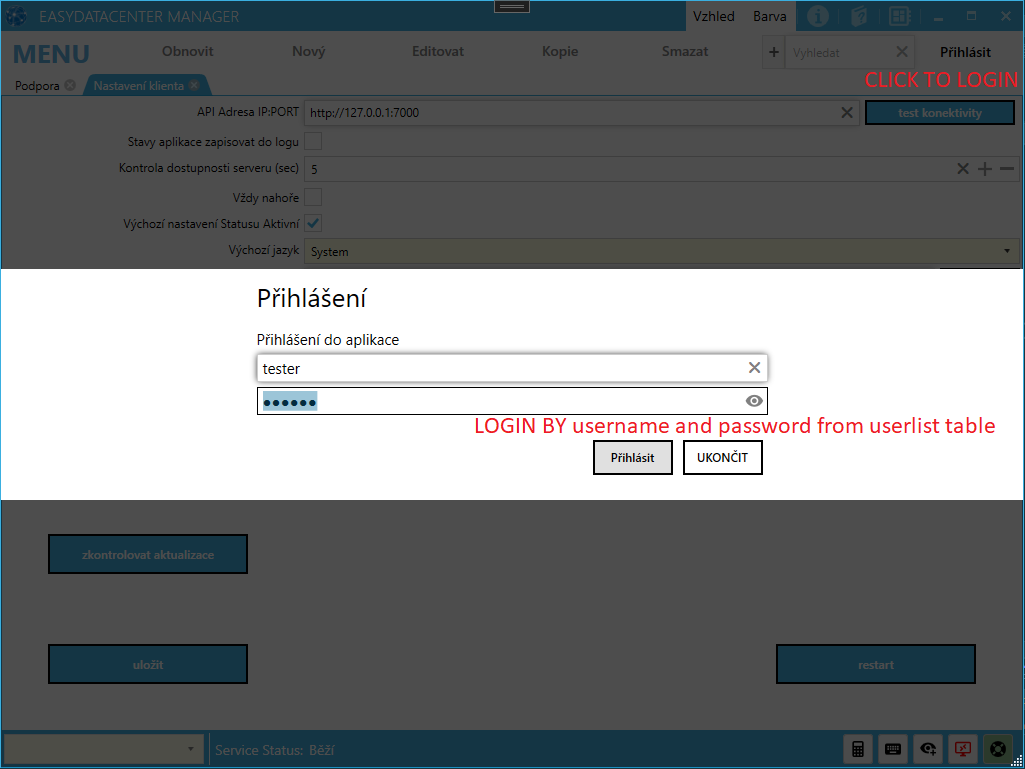 EASYDATACENTER MANAGER
Vzhled Barva
MENU Obnovit Nový Editovat Kopie Smazat + Vyhledat Přihlásit
Podpora Nastavení klienta
CLICK TO LOGIN
API Adresa IP:PORT http://127.0.0.1:7000 test konektivity
Stavy aplikace zapisovat do logu
Kontrola dostupnosti serveru (sec) 5
Vždy nahoře
Výchozí nastavení Statusu Aktivní
Výchozí jazyk System
Přihlášení
Přihlášení do aplikace
tester
●●●●●●
LOGIN BY username and password from userlist table
Přihlásit UKONČIT
zkontrolovat aktualizace
uložit restart
Service Status: Běží